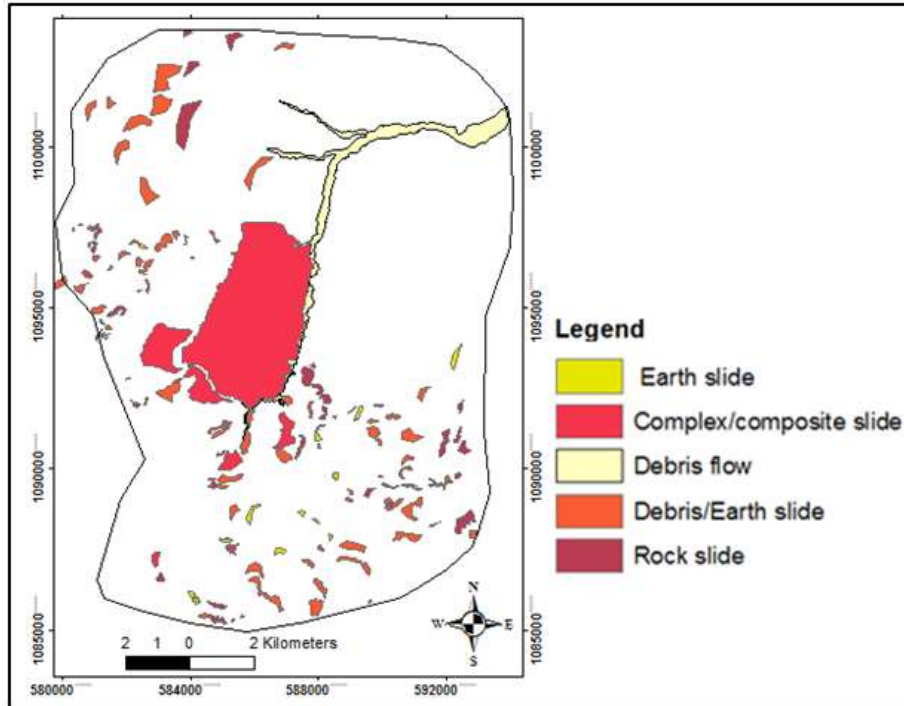 1100000
1100000
1095000
1095000
1090000
1090000
1085000
1085000
Legend
Earth slide
Complex/composite slide
Debris flow
Debris/Earth slide
Rock slide
N
W
E
S
2 1 0 2 Kilometers
580000 584000 588000 592000